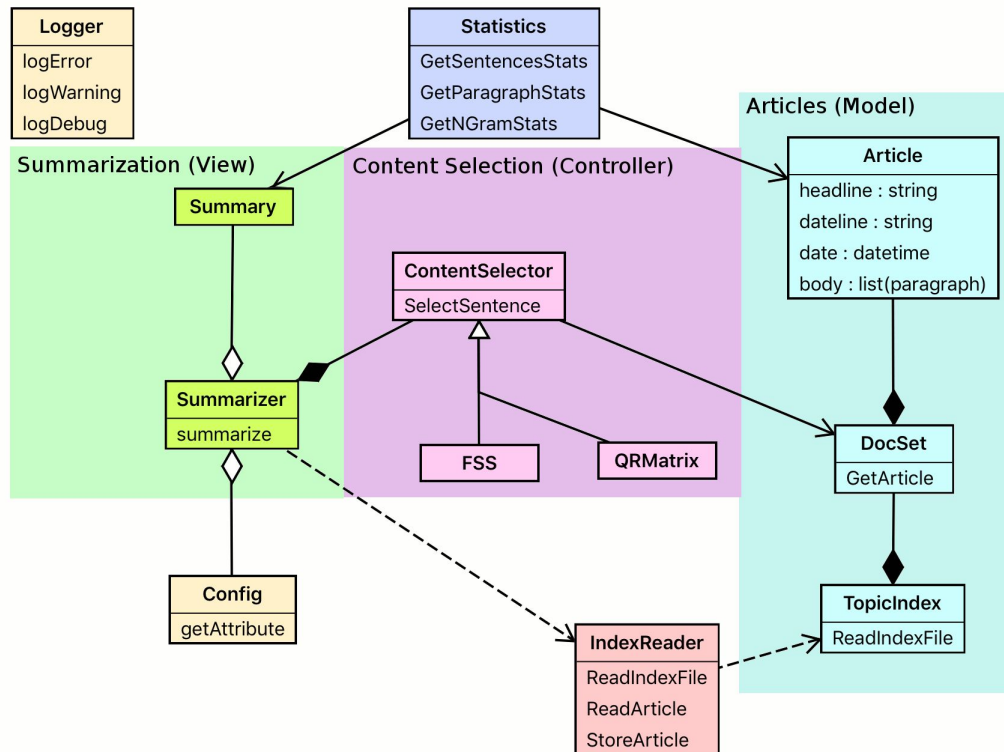 Logger
logError
logWarning
logDebug
Statistics
GetSentencesStats
GetParagraphStats
GetNGramStats
Articles (Model)
Article
headline : string
dateline : string
date : datetime
body : list(paragraph)
Summarization (View)
Summary
Content Selection (Controller)
ContentSelector
SelectSentence
Summarizer
summarize
FSS
QRMatrix
DocSet
GetArticle
Config
getAttribute
TopicIndex
ReadIndexFile
IndexReader
ReadIndexFile
ReadArticle
StoreArticle